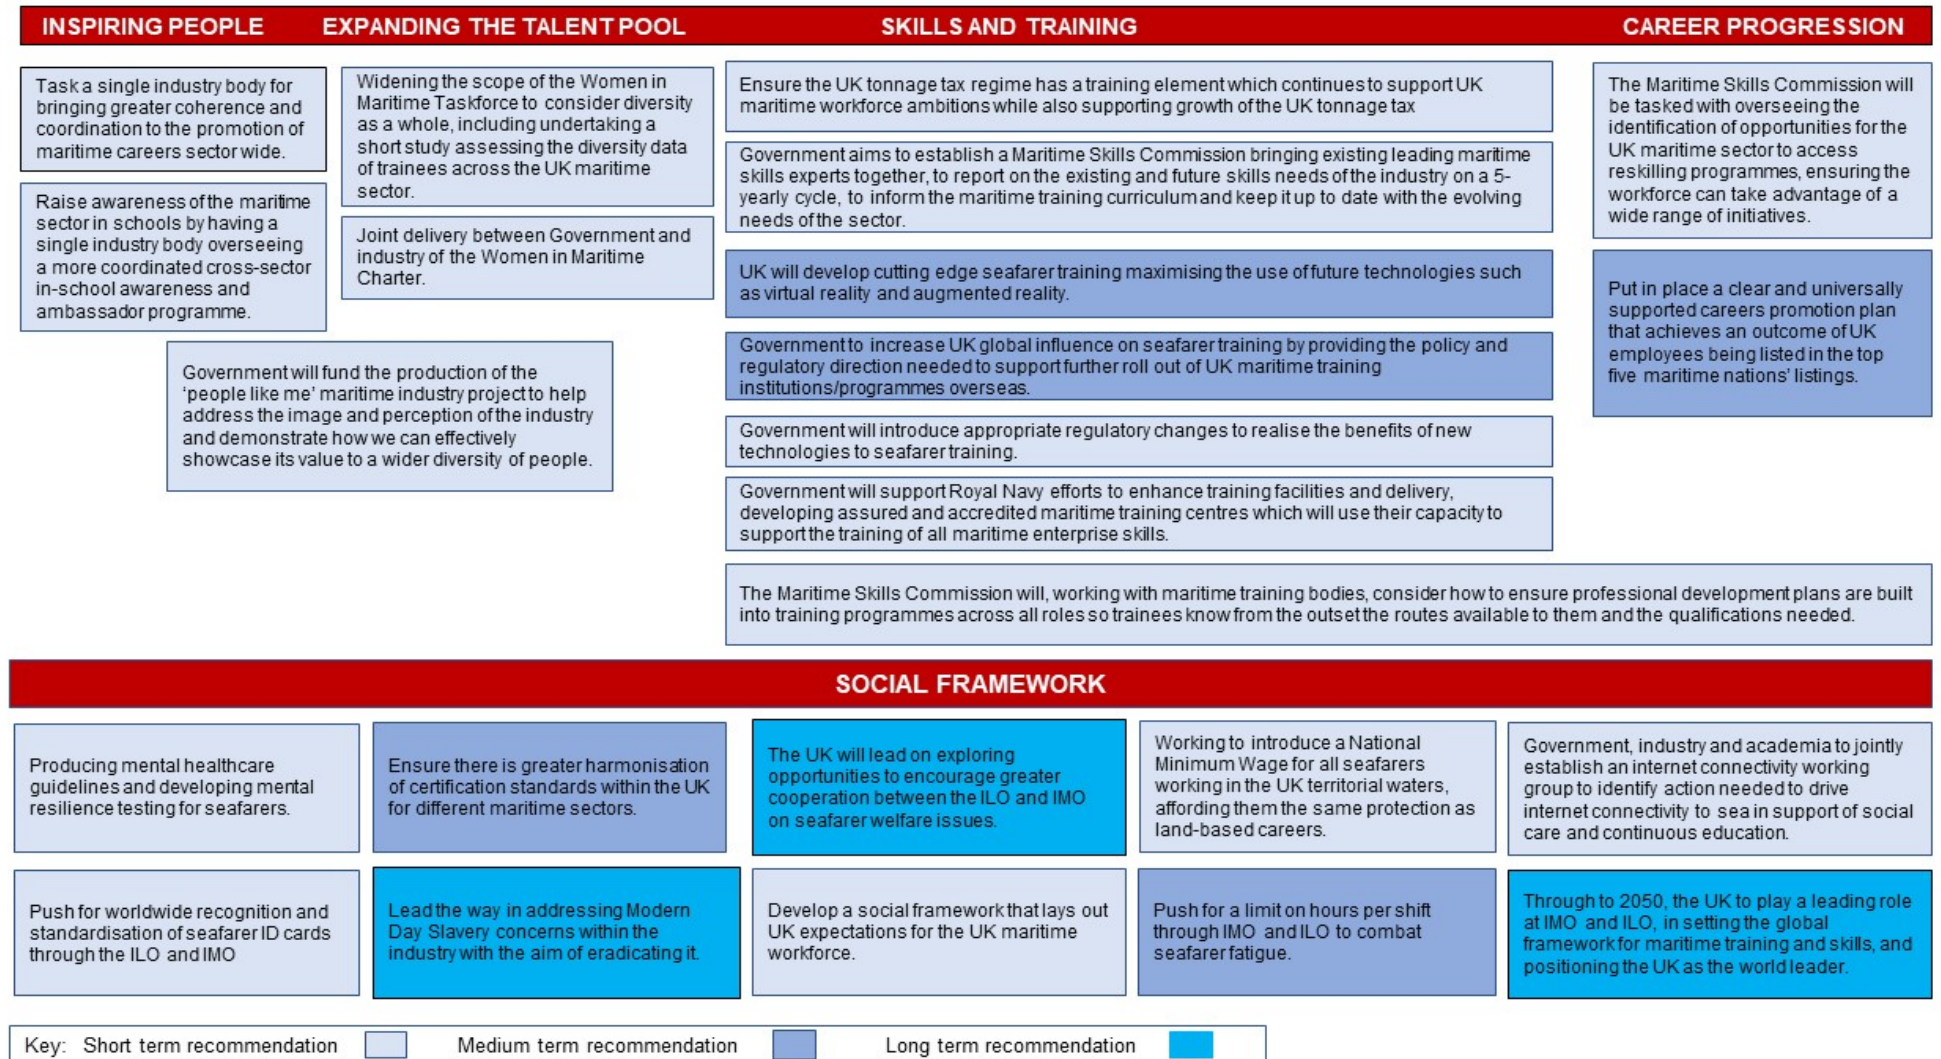 INSPIRING PEOPLE
EXPANDING THE TALENT POOL
SKILLS AND TRAINING
CAREER PROGRESSION
Task a single industry body for
bringing greater coherence and
coordination to the promotion of
maritime careers sector wide.
Raise awareness of the maritime
sector in schools by having a
single industry body overseeing
a more coordinated cross-sector
in-school awareness and
ambassador programme.
Widening the scope of the Women in
Maritime Taskforce to consider diversity
as a whole, including undertaking a
short study assessing the diversity data
of trainees across the UK maritime
sector.
Joint delivery between Government and
industry of the Women in Maritime
Charter.
Government will fund the production of the
‘people like me’ maritime industry project to help
address the image and perception of the industry
and demonstrate how we can effectively
showcase its value to a wider diversity of people.
Ensure the UK tonnage tax regime has a training element which continues to support UK
maritime workforce ambitions while also supporting growth of the UK tonnage tax
Government aims to establish a Maritime Skills Commission bringing existing leading maritime
skills experts together, to report on the existing and future skills needs of the industry on a 5-
yearly cycle, to inform the maritime training curriculum and keep it up to date with the evolving
needs of the sector.
UK will develop cutting edge seafarer training maximising the use of future technologies such
as virtual reality and augmented reality.
Government to increase UK global influence on seafarer training by providing the policy and
regulatory direction needed to support further roll out of UK maritime training
institutions/programmes overseas.
Government will introduce appropriate regulatory changes to realise the benefits of new
technologies to seafarer training.
Government will support Royal Navy efforts to enhance training facilities and delivery,
developing assured and accredited maritime training centres which will use their capacity to
support the training of all maritime enterprise skills.
The Maritime Skills Commission will
be tasked with overseeing the
identification of opportunities for the
UK maritime sector to access
reskilling programmes, ensuring the
workforce can take advantage of a
wide range of initiatives.
Put in place a clear and universally
supported careers promotion plan
that achieves an outcome of UK
employees being listed in the top
five maritime nations’ listings.
The Maritime Skills Commission will, working with maritime training bodies, consider how to ensure professional development plans are built
into training programmes across all roles so trainees know from the outset the routes available to them and the qualifications needed.
SOCIAL FRAMEWORK
Producing mental healthcare
guidelines and developing mental
resilience testing for seafarers.
Ensure there is greater harmonisation
of certification standards within the UK
for different maritime sectors.
The UK will lead on exploring
opportunities to encourage greater
cooperation between the ILO and IMO
on seafarer welfare issues.
Working to introduce a National
Minimum Wage for all seafarers
working in the UK territorial waters,
affording them the same protection as
land-based careers.
Government, industry and academia to jointly
establish an internet connectivity working
group to identify action needed to drive
internet connectivity to sea in support of social
care and continuous education.
Push for worldwide recognition and
standardisation of seafarer ID cards
through the ILO and IMO
Lead the way in addressing Modern
Day Slavery concerns within the
industry with the aim of eradicating it.
Develop a social framework that lays out
UK expectations for the UK maritime
workforce.
Push for a limit on hours per shift
through IMO and ILO to combat
seafarer fatigue.
Through to 2050, the UK to play a leading role
at IMO and ILO, in setting the global
framework for maritime training and skills, and
positioning the UK as the world leader.
Key: Short term recommendation
Medium term recommendation
Long term recommendation